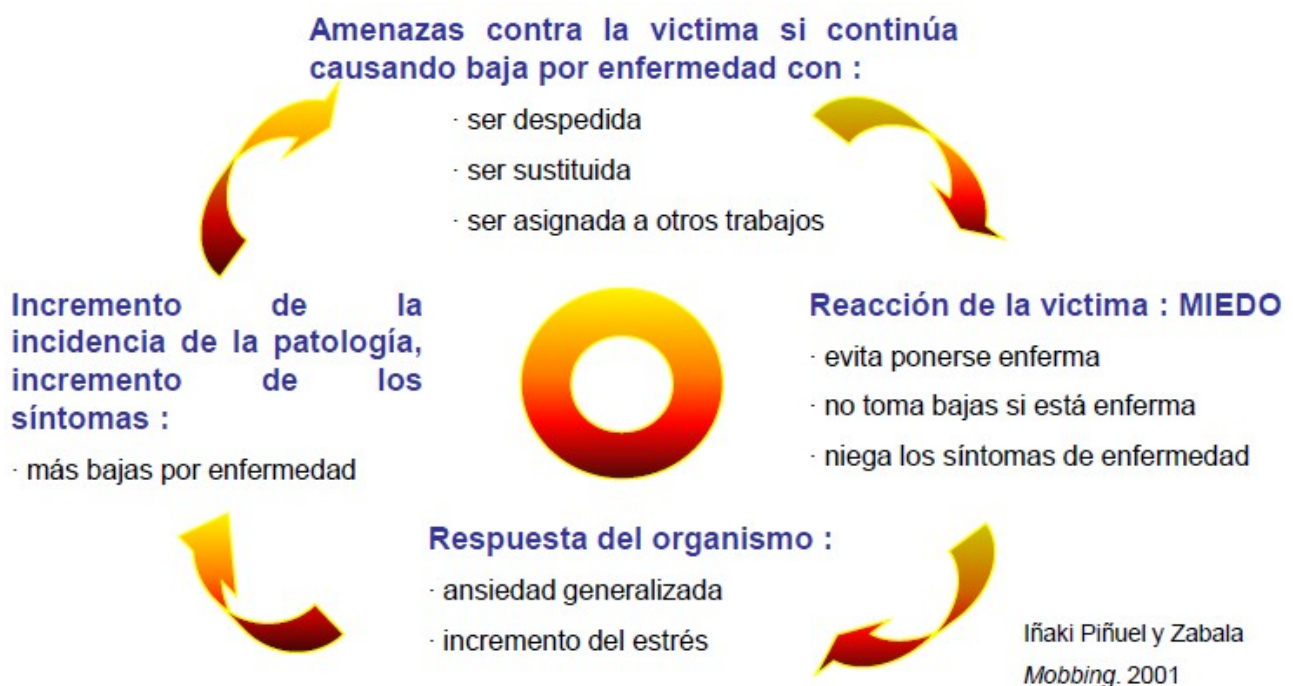 Amenazas contra la victima si continúa
causando baja por enfermedad con :
· ser despedida
· ser sustituida
· ser asignada a otros trabajos
Reacción de la victima : MIEDO
· evita ponerse enferma
· no toma bajas si está enferma
· niega los síntomas de enfermedad
Respuesta del organismo :
· ansiedad generalizada
· incremento del estrés
Incremento de la
incidencia de la patología,
incremento de los
síntomas :
· más bajas por enfermedad
Iñaki Piñuel y Zabala
Mobbing. 2001